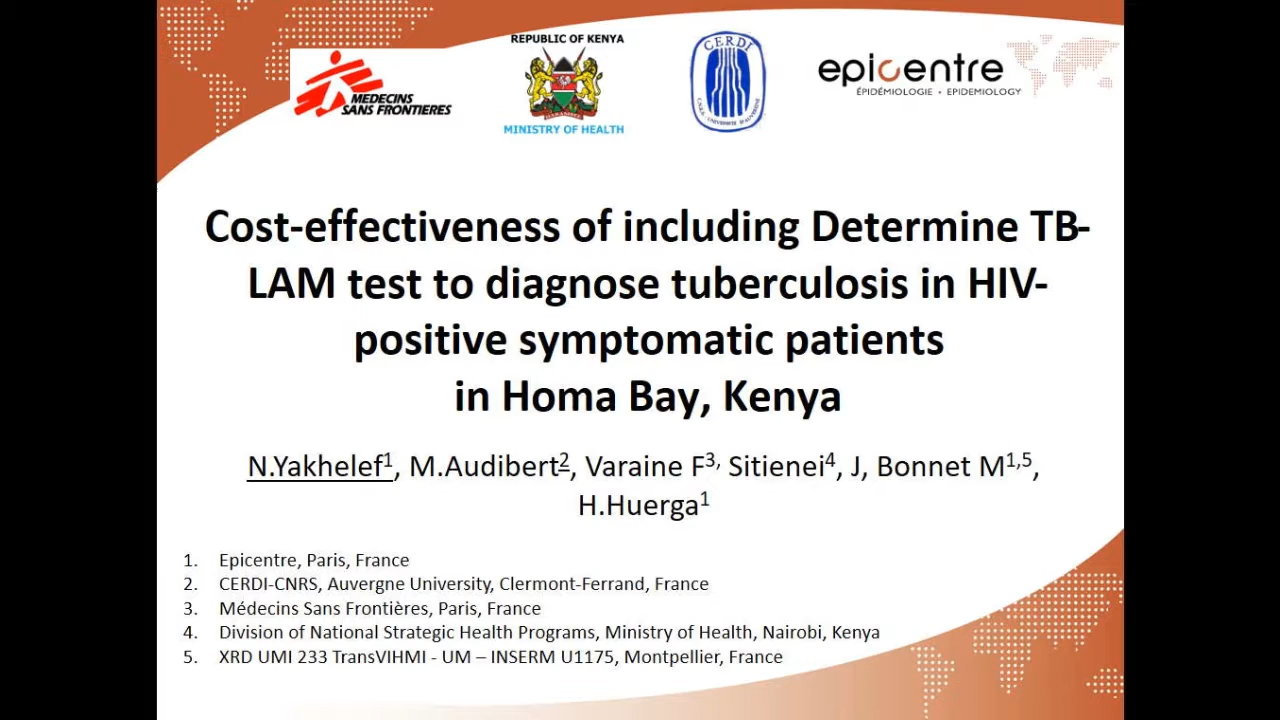 REPUBLIC OF KENYA
MEDECINS
SANS FRONTIERES
MINISTRY OF HEALTH
CERDI
epicentre
ÉPIDÉMIOLOGIE • EPIDEMIOLOGY
Cost-effectiveness of including Determine TB-
LAM test to diagnose tuberculosis in HIV-
positive symptomatic patients
in Homa Bay, Kenya
N.Yakhelef1, M.Audibert2, Varaine F3, Sitienei4, J, Bonnet M1,5,
H.Huerga1
1. Epicentre, Paris, France
2. CERDI-CNRS, Auvergne University, Clermont-Ferrand, France
3. Médecins Sans Frontières, Paris, France
4. Division of National Strategic Health Programs, Ministry of Health, Nairobi, Kenya
5. XRD UMI 233 TransVIHMI - UM – INSERM U1175, Montpellier, France